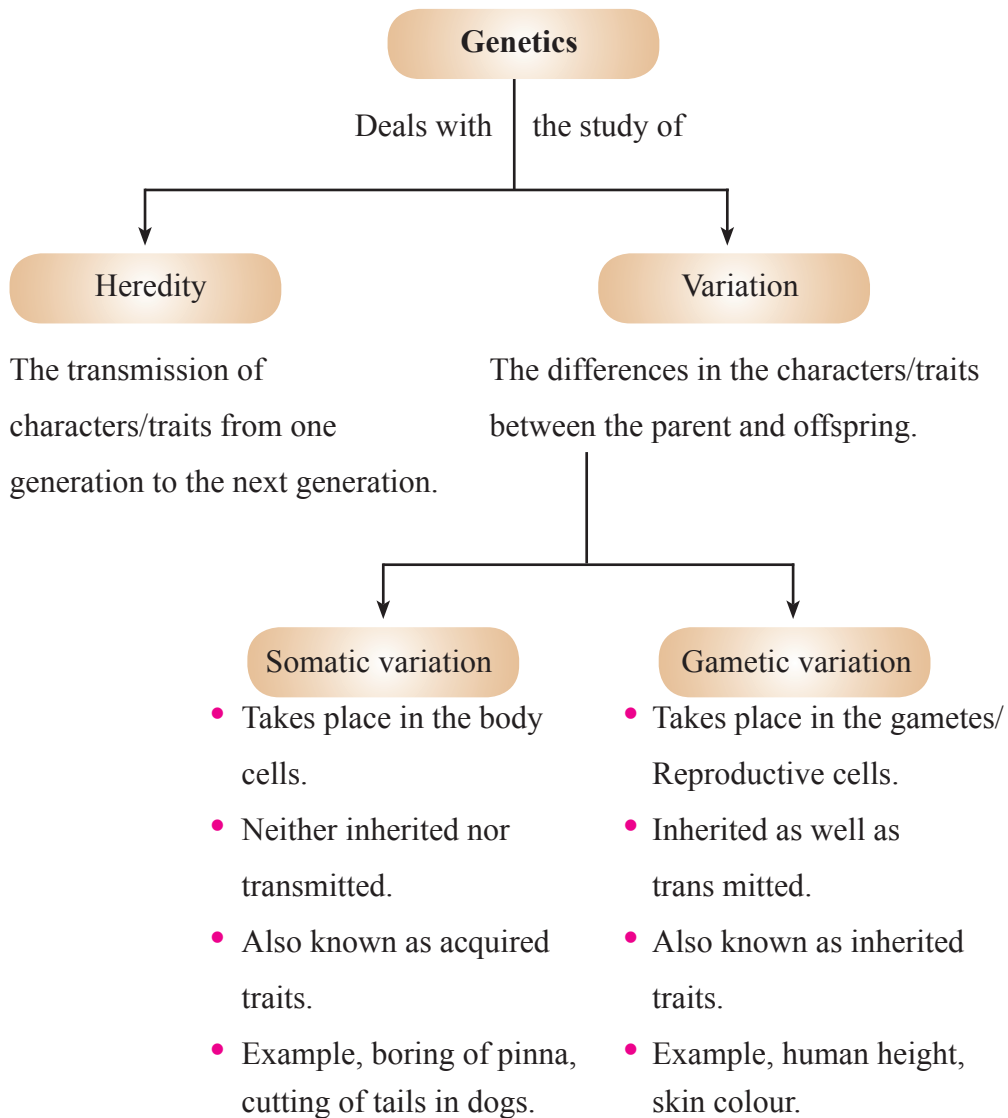 Genetics
Deals with the study of
Heredity
Variation
The transmission of
characters/traits from one
generation to the next generation.
The differences in the characters/traits
between the parent and offspring.
Somatic variation
• Takes place in the body
cells.
• Neither inherited nor
transmitted.
• Also known as acquired
traits.
• Example, boring of pinna,
cutting of tails in dogs.
Gametic variation
• Takes place in the gametes/
Reproductive cells.
• Inherited as well as
trans mitted.
• Also known as inherited
traits.
• Example, human height,
skin colour.